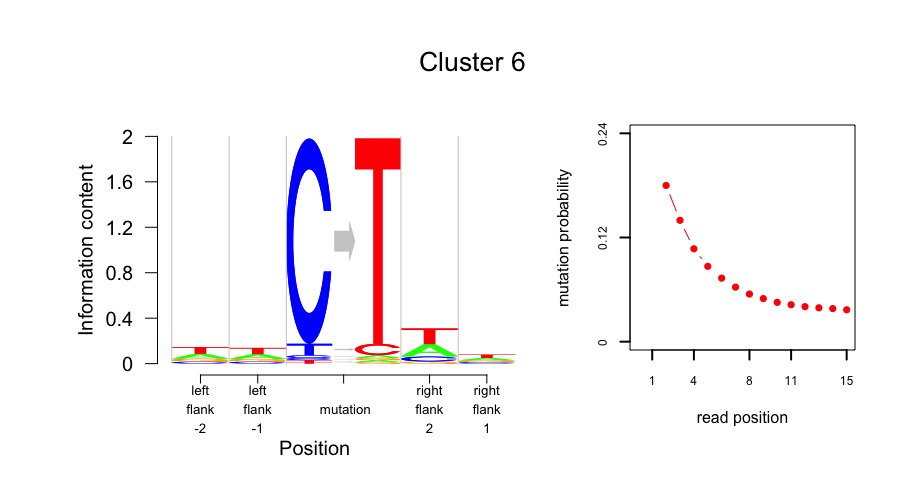 Cluster 6
Information content
2
1.6
1.2
0.8
0.4
0
C T
T C
A A T A
left left right right
flank flank mutation flank flank
-2 -1 2 1
Position
mutation probability
0.24
0.12
0
1 4 8 11 15
read position